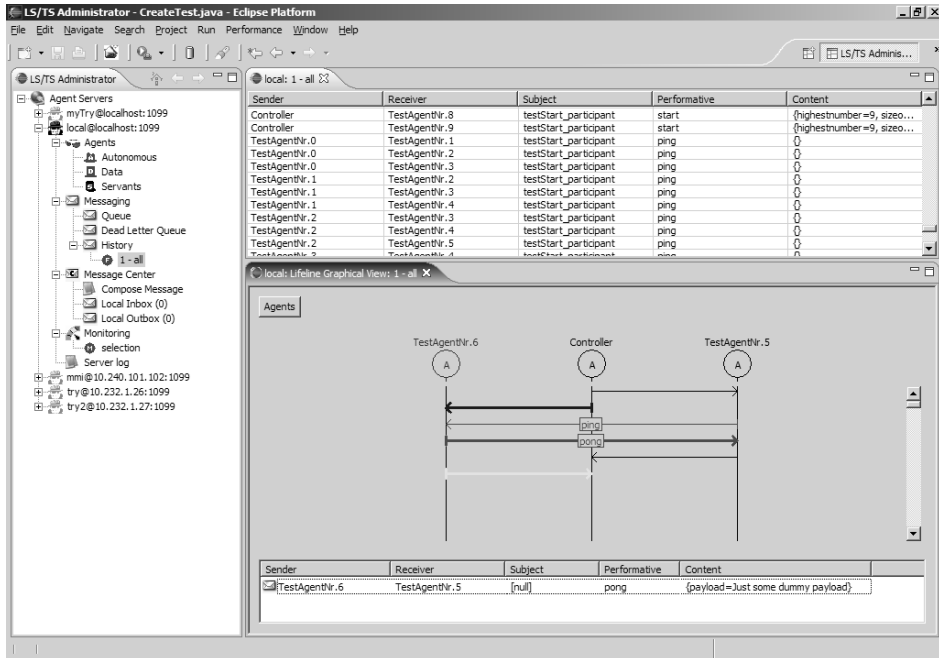 LS/TS Administrator - CreateTest.java - Eclipse Platform
File Edit Navigate Search Project Run Performance Window Help
LS/TS Adminis...
LS/TS Administrator
Agent Servers
myTry@localhost:1099
local@localhost:1099
Agents
Autonomous
Data
Servants
Messaging
Queue
Dead Letter Queue
History
1 - all
Message Center
Compose Message
Local Inbox (0)
Local Outbox (0)
Monitoring
selection
Server log
mmi@10.240.101.102:1099
try@10.232.1.26:1099
try2@10.232.1.27:1099
local: 1 - all
Sender Receiver Subject Performative Content
Controller TestAgentNr.8 testStart_participant start {highestnumber=9, sizeo...
Controller TestAgentNr.9 testStart_participant start {highestnumber=9, sizeo...
TestAgentNr.0 TestAgentNr.1 testStart_participant ping {}
TestAgentNr.0 TestAgentNr.2 testStart_participant ping {}
TestAgentNr.0 TestAgentNr.3 testStart_participant ping {}
TestAgentNr.1 TestAgentNr.2 testStart_participant ping {}
TestAgentNr.1 TestAgentNr.3 testStart_participant ping {}
TestAgentNr.1 TestAgentNr.4 testStart_participant ping {}
TestAgentNr.2 TestAgentNr.3 testStart_participant ping {}
TestAgentNr.2 TestAgentNr.4 testStart_participant ping {}
TestAgentNr.2 TestAgentNr.5 testStart_participant ping {}
TestAgentNr.3 TestAgentNr.4 testStart_participant ping {}
local: Lifeline Graphical View: 1 - all
Agents
TestAgentNr.6 Controller TestAgentNr.5
A A A
ping
pong
Sender Receiver Subject Performative Content
TestAgentNr.6 TestAgentNr.5 [null] pong {payload=Just some dummy payload}